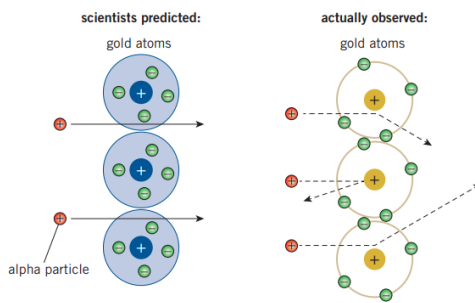 scientists predicted:
gold atoms
alpha particle
actually observed:
gold atoms